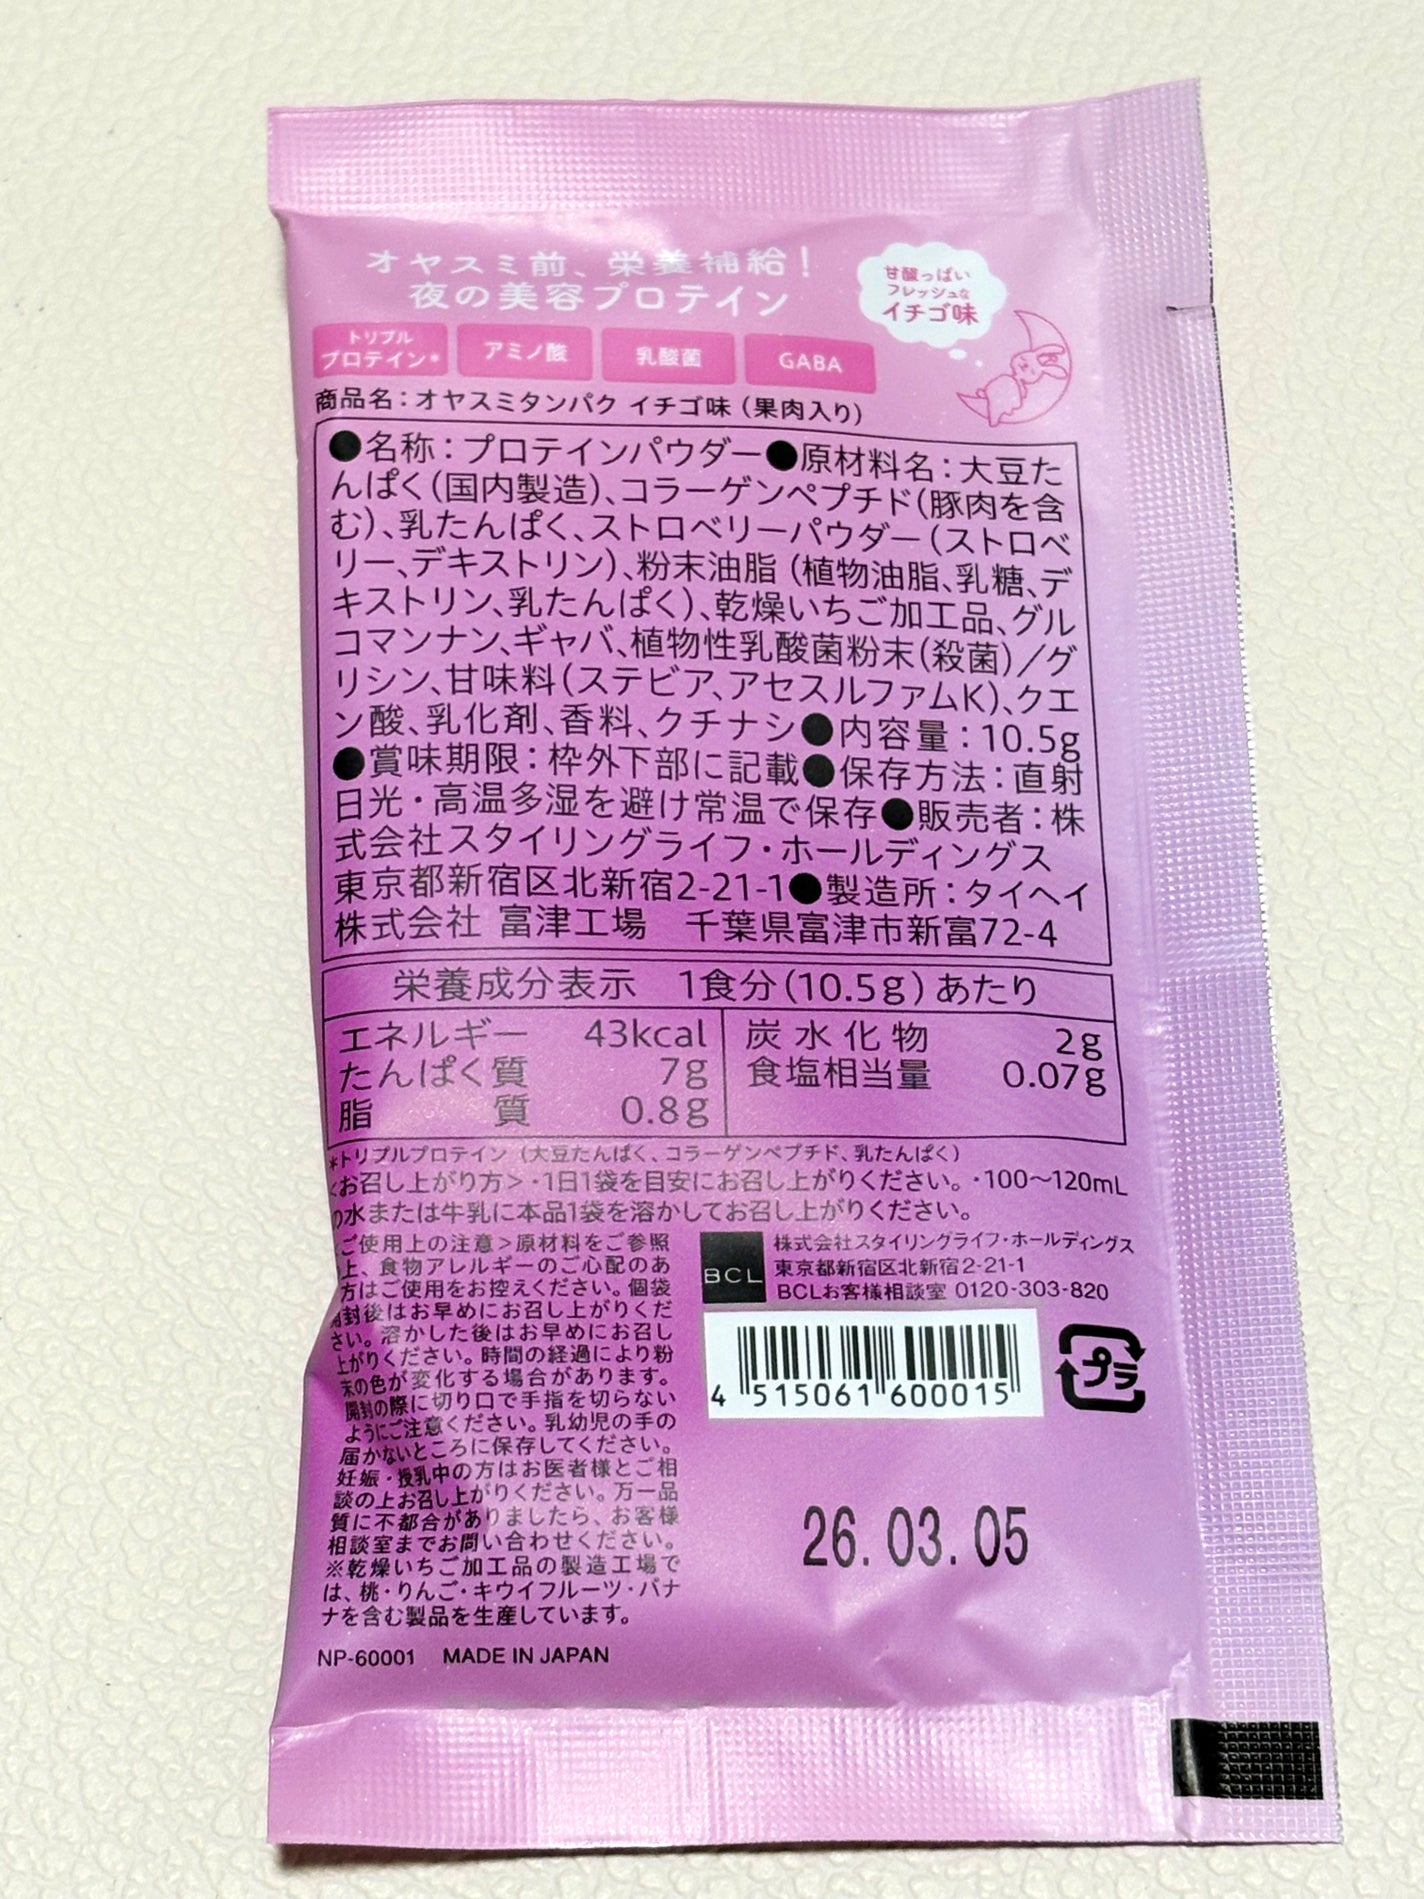 オヤスミ前、栄養補給！
夜の美容プロテイン
甘酸っぱい
フレッシュな
イチゴ味
トリプル
プロテイン*
アミノ酸
乳酸菌
GABA
商品名：オヤスミタンパク イチゴ味（果肉入り）
●名称：プロテインパウダー●原材料名：大豆た
んぱく（国内製造）、コラーゲンペプチド（豚肉を含
む）、乳たんぱく、ストロベリーパウダー（ストロベ
リー、デキストリン）、粉末油脂（植物油脂、乳糖、デ
キストリン、乳たんぱく）、乾燥いちご加工品、グル
コマンナン、ギャバ、植物性乳酸菌粉末（殺菌）／グ
リシン、甘味料（ステビア、アセスルファムK）、クエ
ン酸、乳化剤、香料、クチナシ●内容量：10.5g
●賞味期限：枠外下部に記載●保存方法：直射
日光・高温多湿を避け常温で保存●販売者：株
式会社スタイリングライフ・ホールディングス
東京都新宿区北新宿2-21-1●製造所：タイヘイ
株式会社 富津工場　千葉県富津市新富72-4
栄養成分表示　1食分（10.5g）あたり
エネルギー 43kcal
たんぱく質 7g
脂質 0.8g
炭水化物 2g
食塩相当量 0.07g
*トリプルプロテイン（大豆たんぱく、コラーゲンペプチド、乳たんぱく）
<お召し上がり方>・1日1袋を目安にお召し上がりください。・100〜120mL
の水または牛乳に本品1袋を溶かしてお召し上がりください。
ご使用上の注意>原材料をご参照
上、食物アレルギーのご心配のあ
方はご使用をお控えください。個袋
開封後はお早めにお召し上がりくだ
さい。溶かした後はお早めにお召し
上がりください。時間の経過により粉
末の色が変化する場合があります。
開封の際に切り口で手指を切らない
ようにご注意ください。乳幼児の手の
届かないところに保存してください。
妊娠・授乳中の方はお医者様とご相
談の上お召し上がりください。万一品
質に不都合がありましたら、お客様
相談室までお問い合わせください。
※乾燥いちご加工品の製造工場で
は、桃・りんご・キウイフルーツ・バナ
ナを含む製品を生産しています。
NP-60001　MADE IN JAPAN
BCL
株式会社スタイリングライフ・ホールディングス
東京都新宿区北新宿2-21-1
BCLお客様相談室 0120-303-820
4 515061 600015
プラ
26.03.05